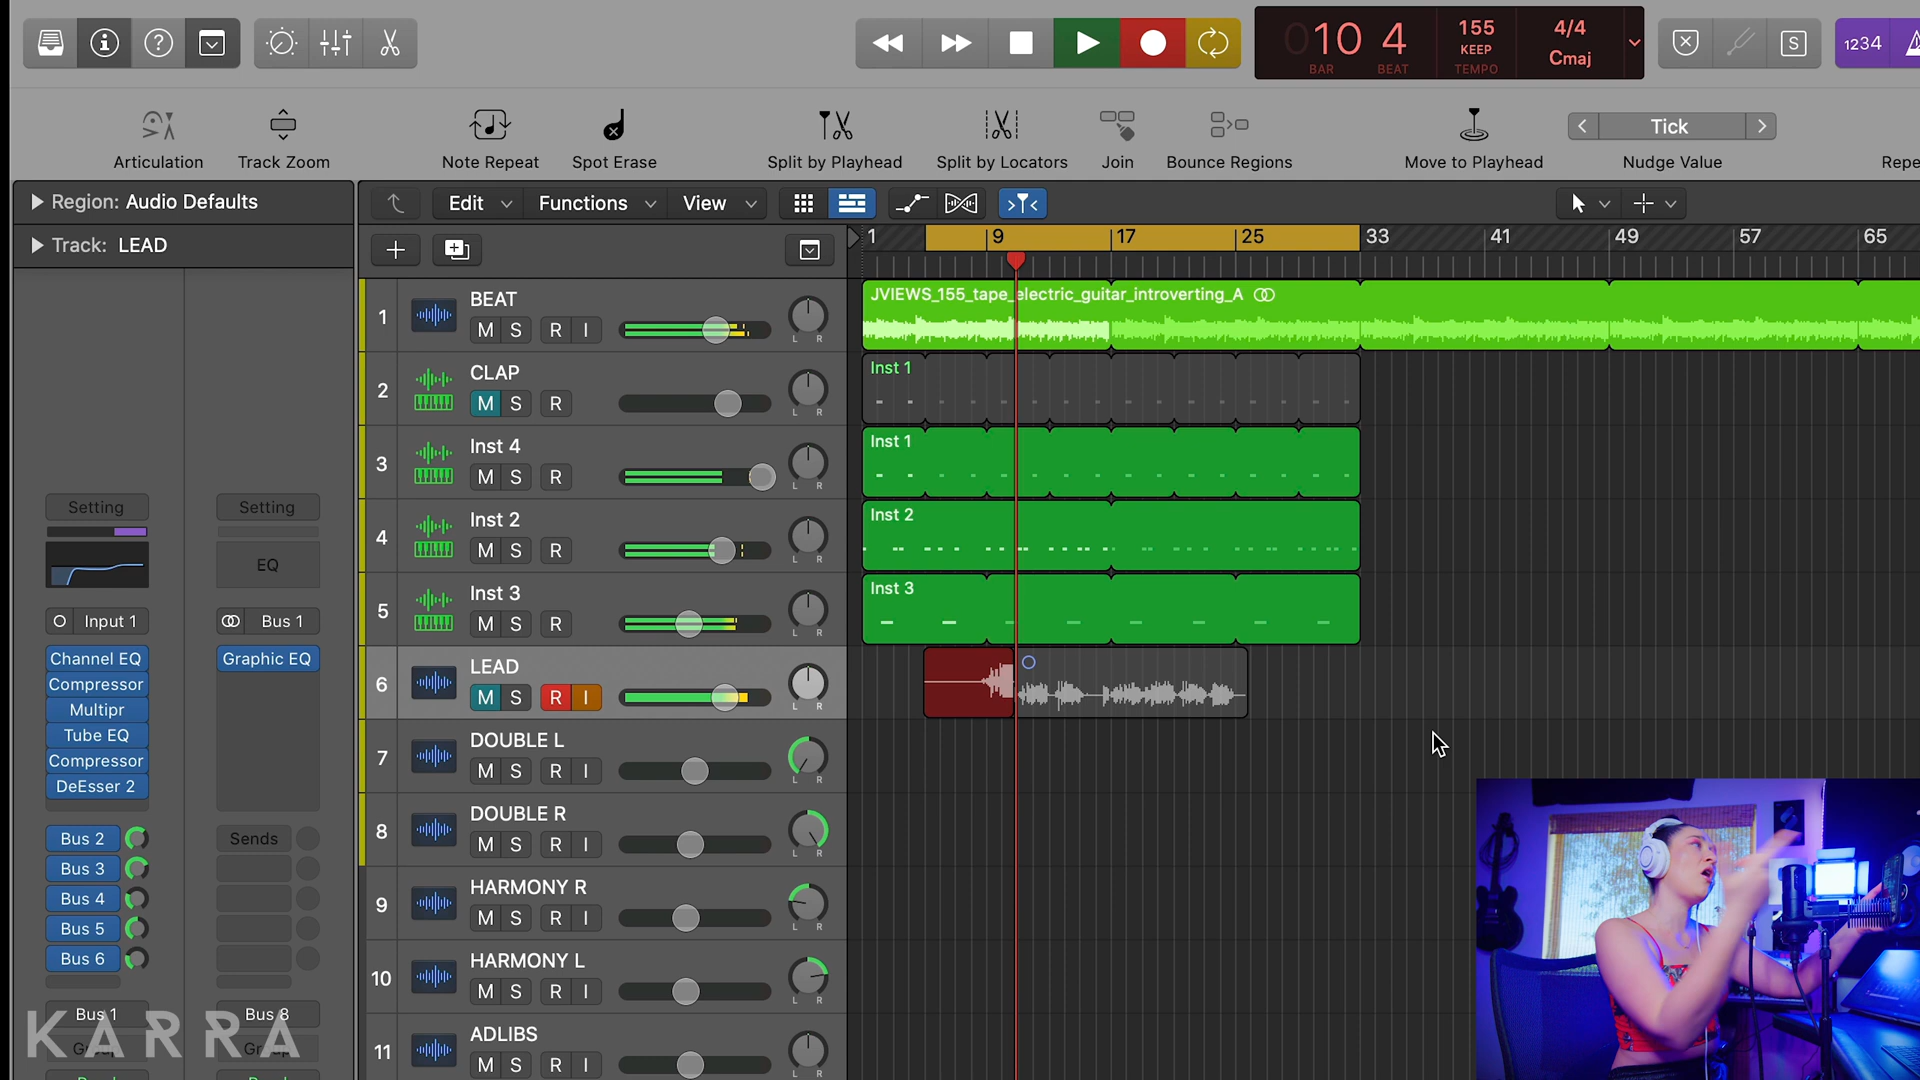 10 4
BAR BEAT
155
KEEP
TEMPO
4/4
Cmaj
S
1234
Articulation
Track Zoom
Note Repeat
Spot Erase
Split by Playhead
Split by Locators
Join
Bounce Regions
Move to Playhead
Tick
Nudge Value
Repe
Region: Audio Defaults
Edit
Functions
View
Track: LEAD
1 9 17 25 33 41 49 57 65
1 BEAT
M S R I
L R
JVIEWS_155_tape_electric_guitar_introverting_A
2 CLAP
M S R
L R
Inst 1
3 Inst 4
M S R
L R
Inst 1
4 Inst 2
M S R
L R
Inst 2
5 Inst 3
M S R
L R
Inst 3
6 LEAD
M S R I
L R
7 DOUBLE L
M S R I
L R
8 DOUBLE R
M S R I
L R
9 HARMONY R
M S R I
L R
10 HARMONY L
M S R I
L R
11 ADLIBS
M S R I
L R
Setting
Setting
EQ
Input 1
Bus 1
Channel EQ
Graphic EQ
Compressor
Multipr
Tube EQ
Compressor
DeEsser 2
Bus 2
Sends
Bus 3
Bus 4
Bus 5
Bus 6
Bus 1
Bus 8
KARRA